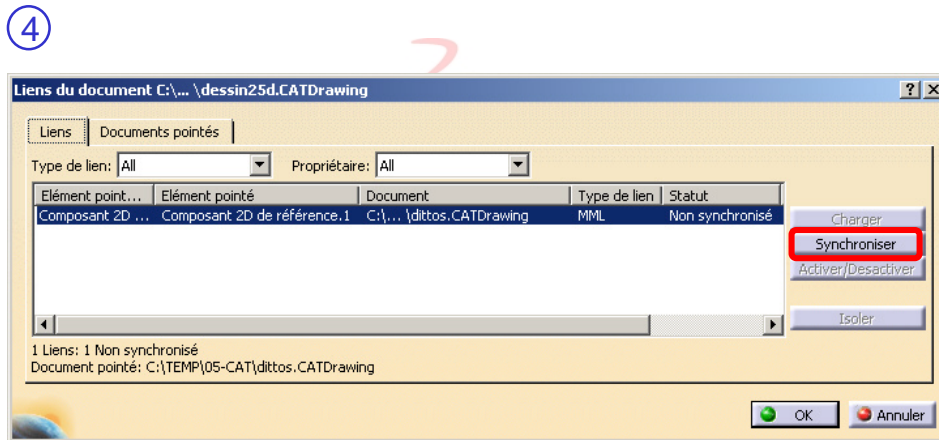 4
Liens du document C:\... \dessin25d.CATDrawing
Liens Documents pointés
Type de lien: All Propriétaire: All
Elément point... Elément pointé Document Type de lien Statut
Composant 2D ... Composant 2D de référence.1 C:\... \dittos.CATDrawing MML Non synchronisé
Charger
Synchroniser
Activer/Desactiver
Isoler
1 Liens: 1 Non synchronisé
Document pointé: C:\TEMP\05-CAT\dittos.CATDrawing
OK Annuler